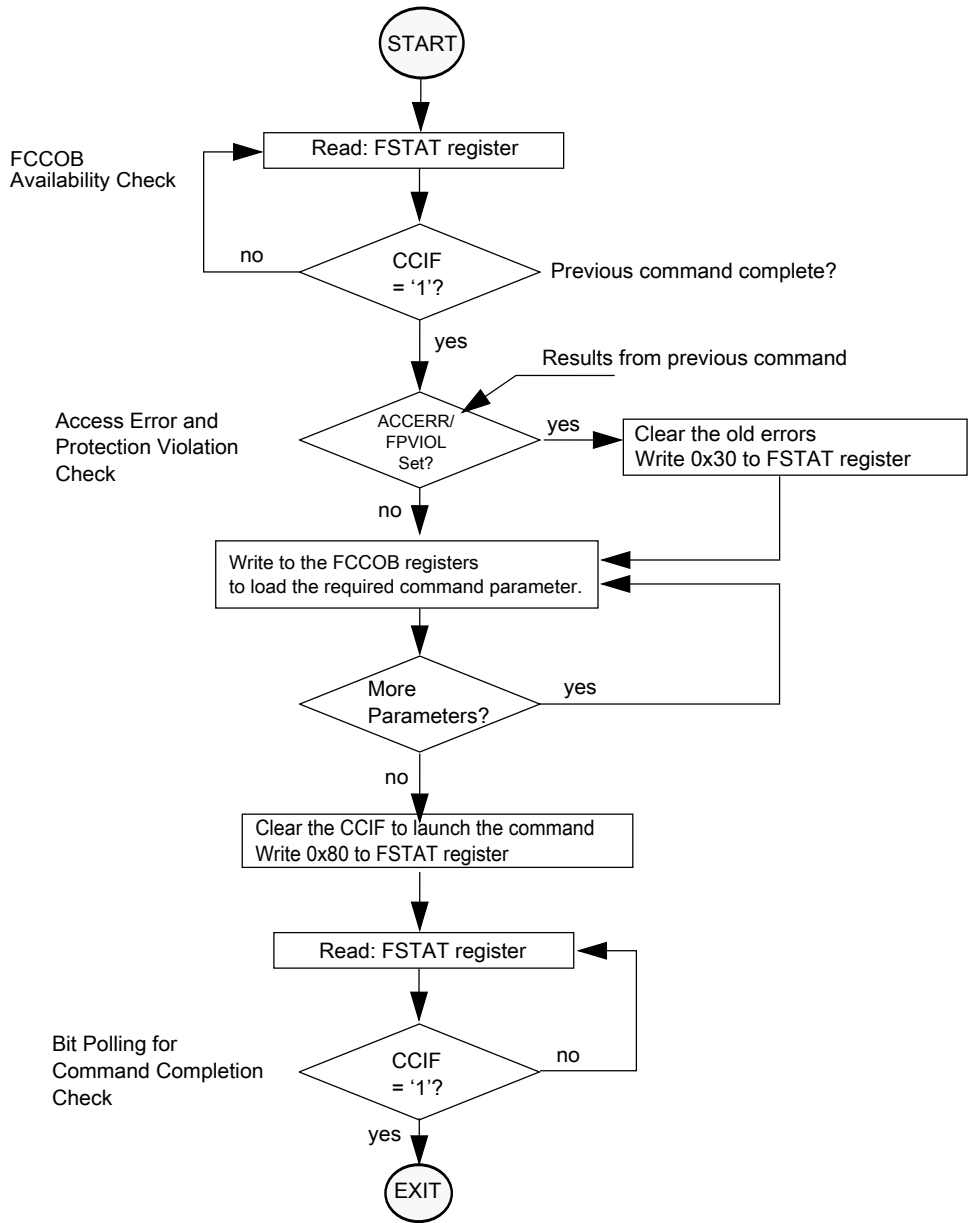 START
Read: FSTAT register
FCCOB
Availability Check
no
CCIF
= ‘1’?
Previous command complete?
yes
Results from previous command
Access Error and
Protection Violation
Check
ACCERR/
FPVIOL
Set?
yes
Clear the old errors
Write 0x30 to FSTAT register
no
Write to the FCCOB registers
to load the required command parameter.
More
Parameters?
yes
no
Clear the CCIF to launch the command
Write 0x80 to FSTAT register
Read: FSTAT register
Bit Polling for
Command Completion
Check
CCIF
= ‘1’?
no
yes
EXIT